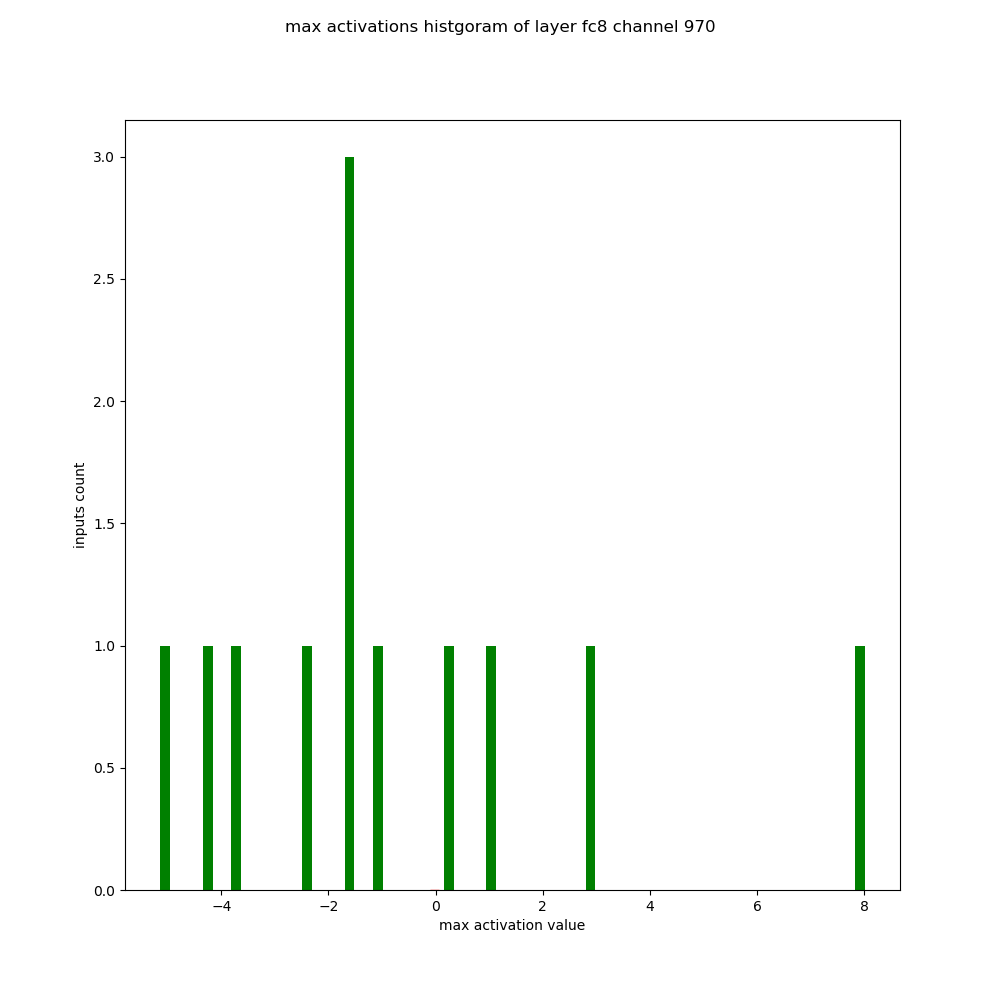 max activations histgoram of layer fc8 channel 970
3.0
2.5
2.0
1.5
1.0
0.5
0.0
inputs count
−4 −2 0 2 4 6 8
max activation value